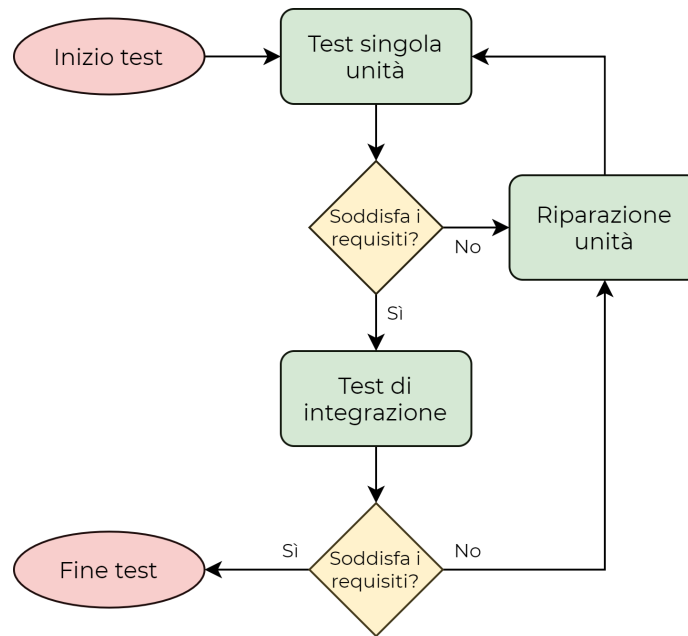 Inizio test
Test singola
unità
Soddisfa i
requisiti?
No
Riparazione
unità
Sì
Test di
integrazione
Sì
Soddisfa i
requisiti?
No
Fine test